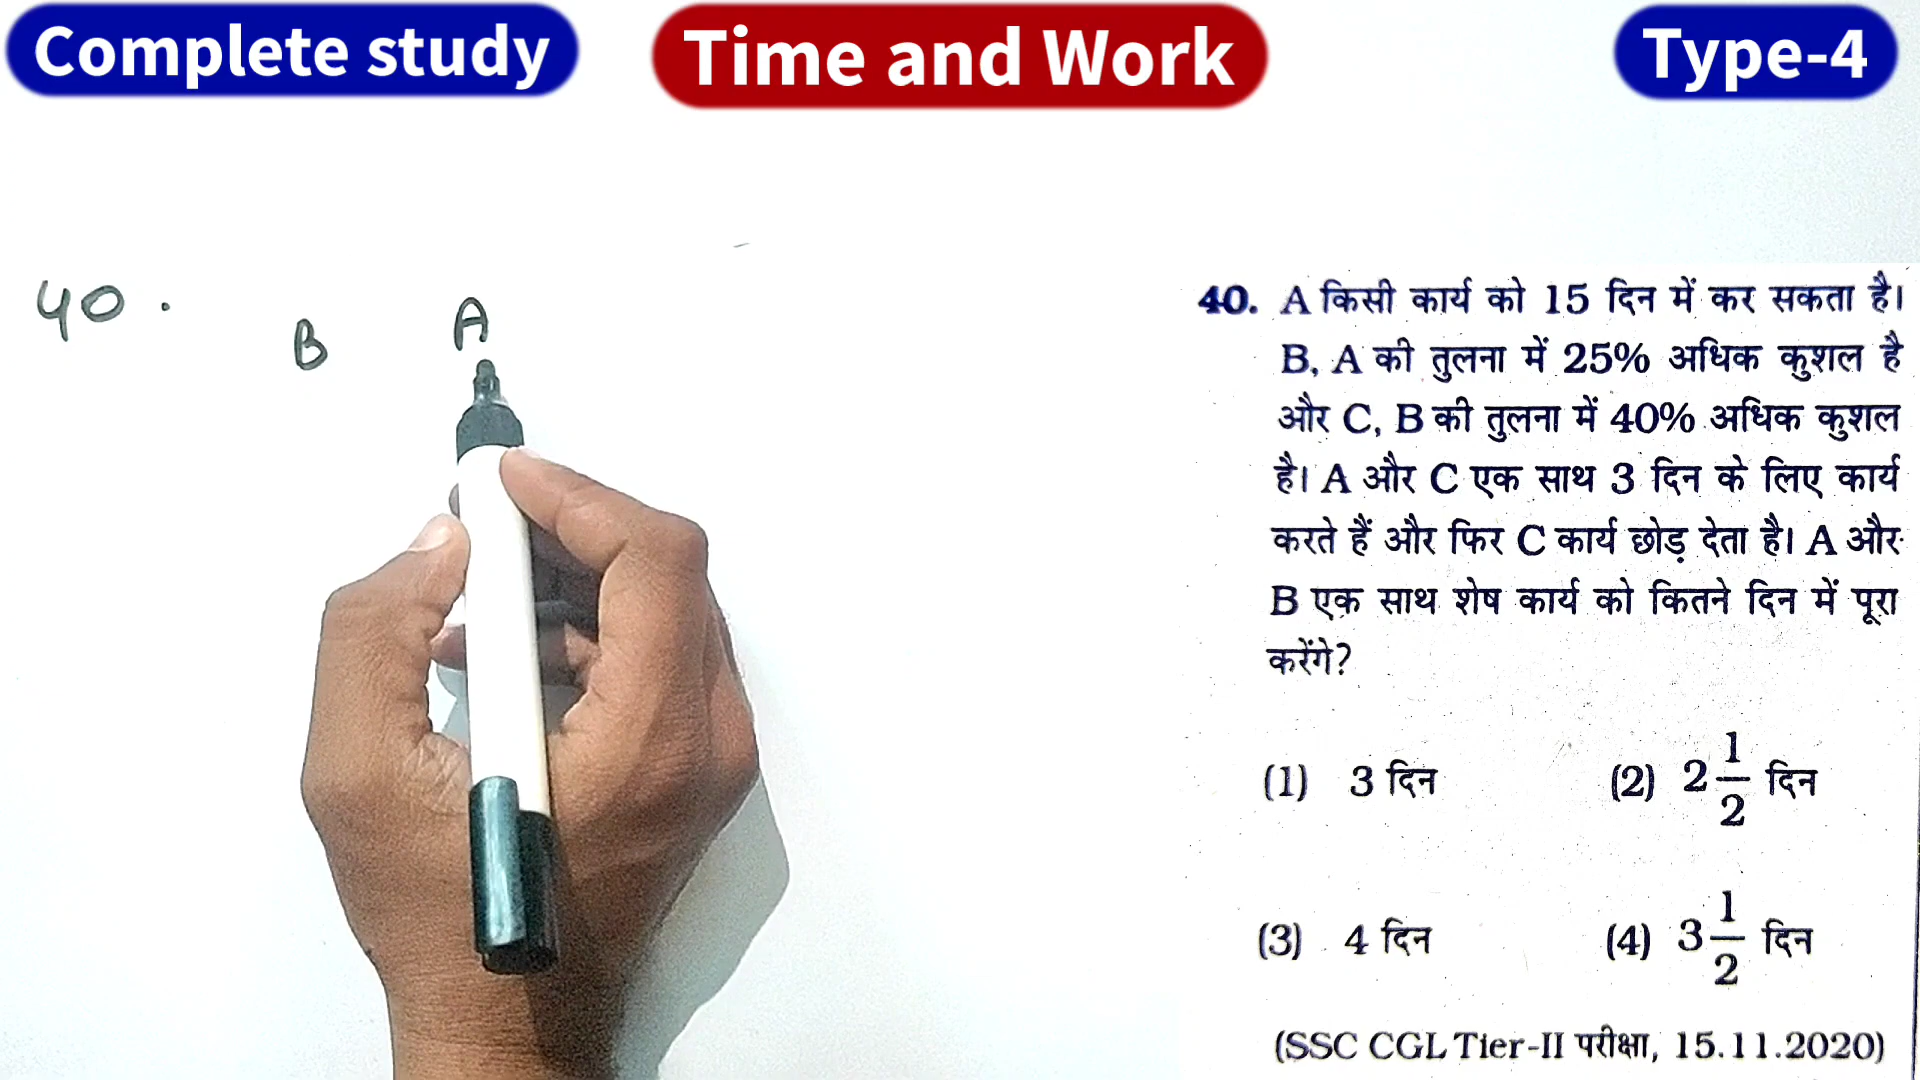 Complete study
Time and Work
Type-4
40.
B
A
40. A किसी कार्य को 15 दिन में कर सकता है।
B, A की तुलना में 25% अधिक कुशल है
और C, B की तुलना में 40% अधिक कुशल
है। A और C एक साथ 3 दिन के लिए कार्य
करते हैं और फिर C कार्य छोड़ देता है। A और
B एक साथ शेष कार्य को कितने दिन में पूरा
करेंगे?
(1) 3 दिन (2) 2 1/2 दिन
(3) 4 दिन (4) 3 1/2 दिन
(SSC CGL Tier-II परीक्षा, 15.11.2020)